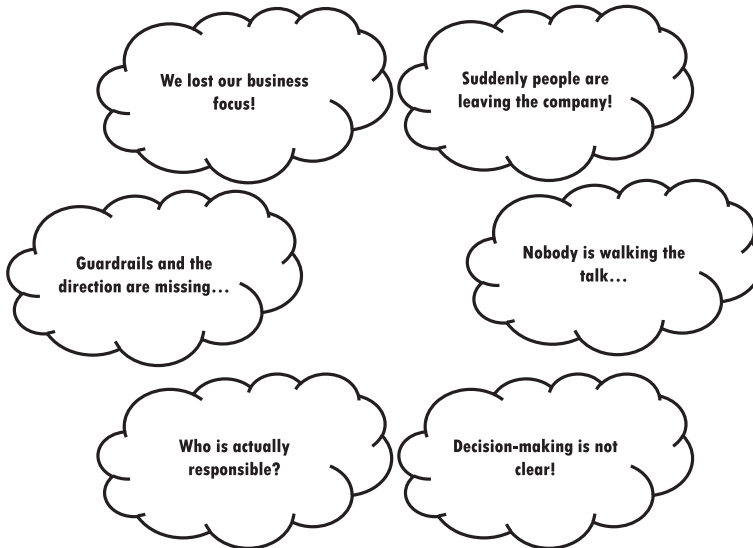 We lost our business
focus!
Suddenly people are
leaving the company!
Guardrails and the
direction are missing…
Nobody is walking the
talk…
Who is actually
responsible?
Decision-making is not
clear!